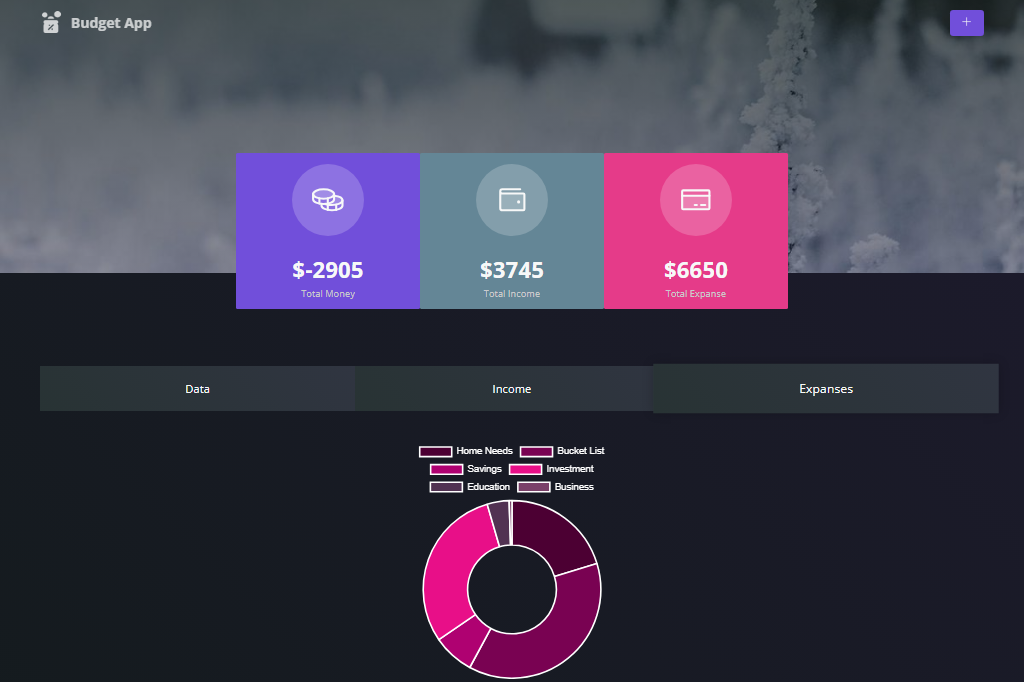 Budget App
+
$-2905 $3745 $6650
Total Money Total Income Total Expanse
Data Income Expanses
Home Needs Bucket List
Savings Investment
Education Business